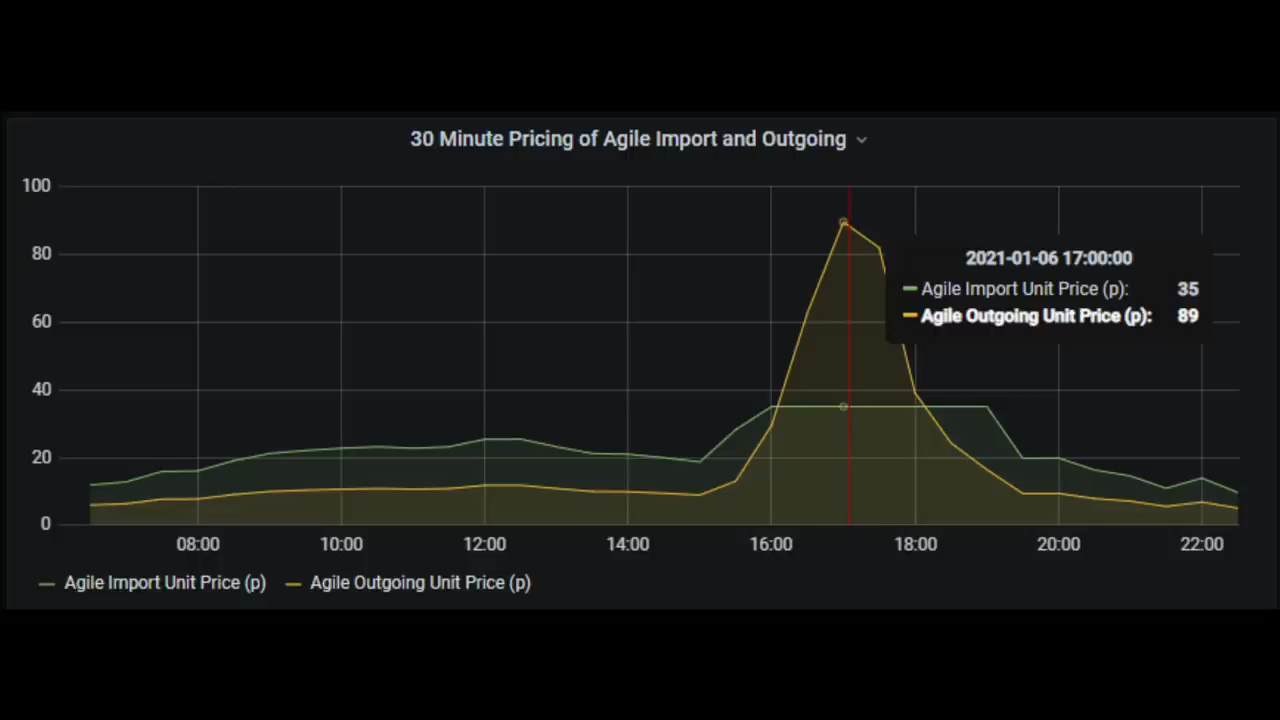 30 Minute Pricing of Agile Import and Outgoing
100
80
60
40
20
0
2021-01-06 17:00:00
Agile Import Unit Price (p): 35
Agile Outgoing Unit Price (p): 89
08:00 10:00 12:00 14:00 16:00 18:00 20:00 22:00
Agile Import Unit Price (p) Agile Outgoing Unit Price (p)